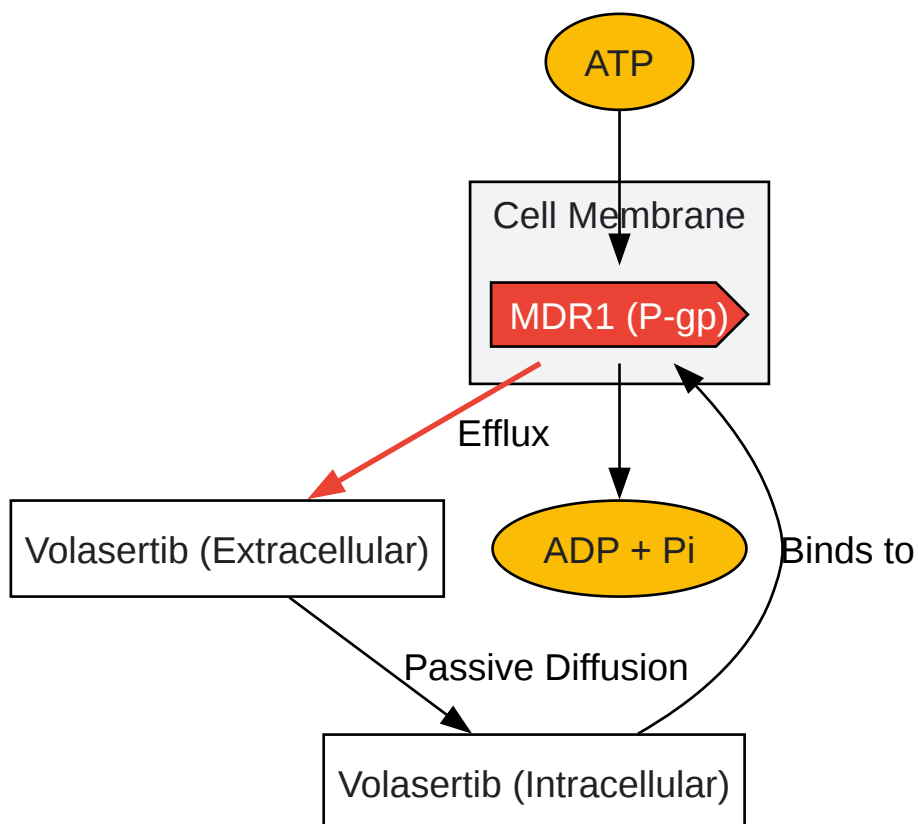 ATP
Cell Membrane
MDR1 (P-gp)
Efflux
Volasertib (Extracellular)
ADP + Pi
Binds to
Passive Diffusion
Volasertib (Intracellular)